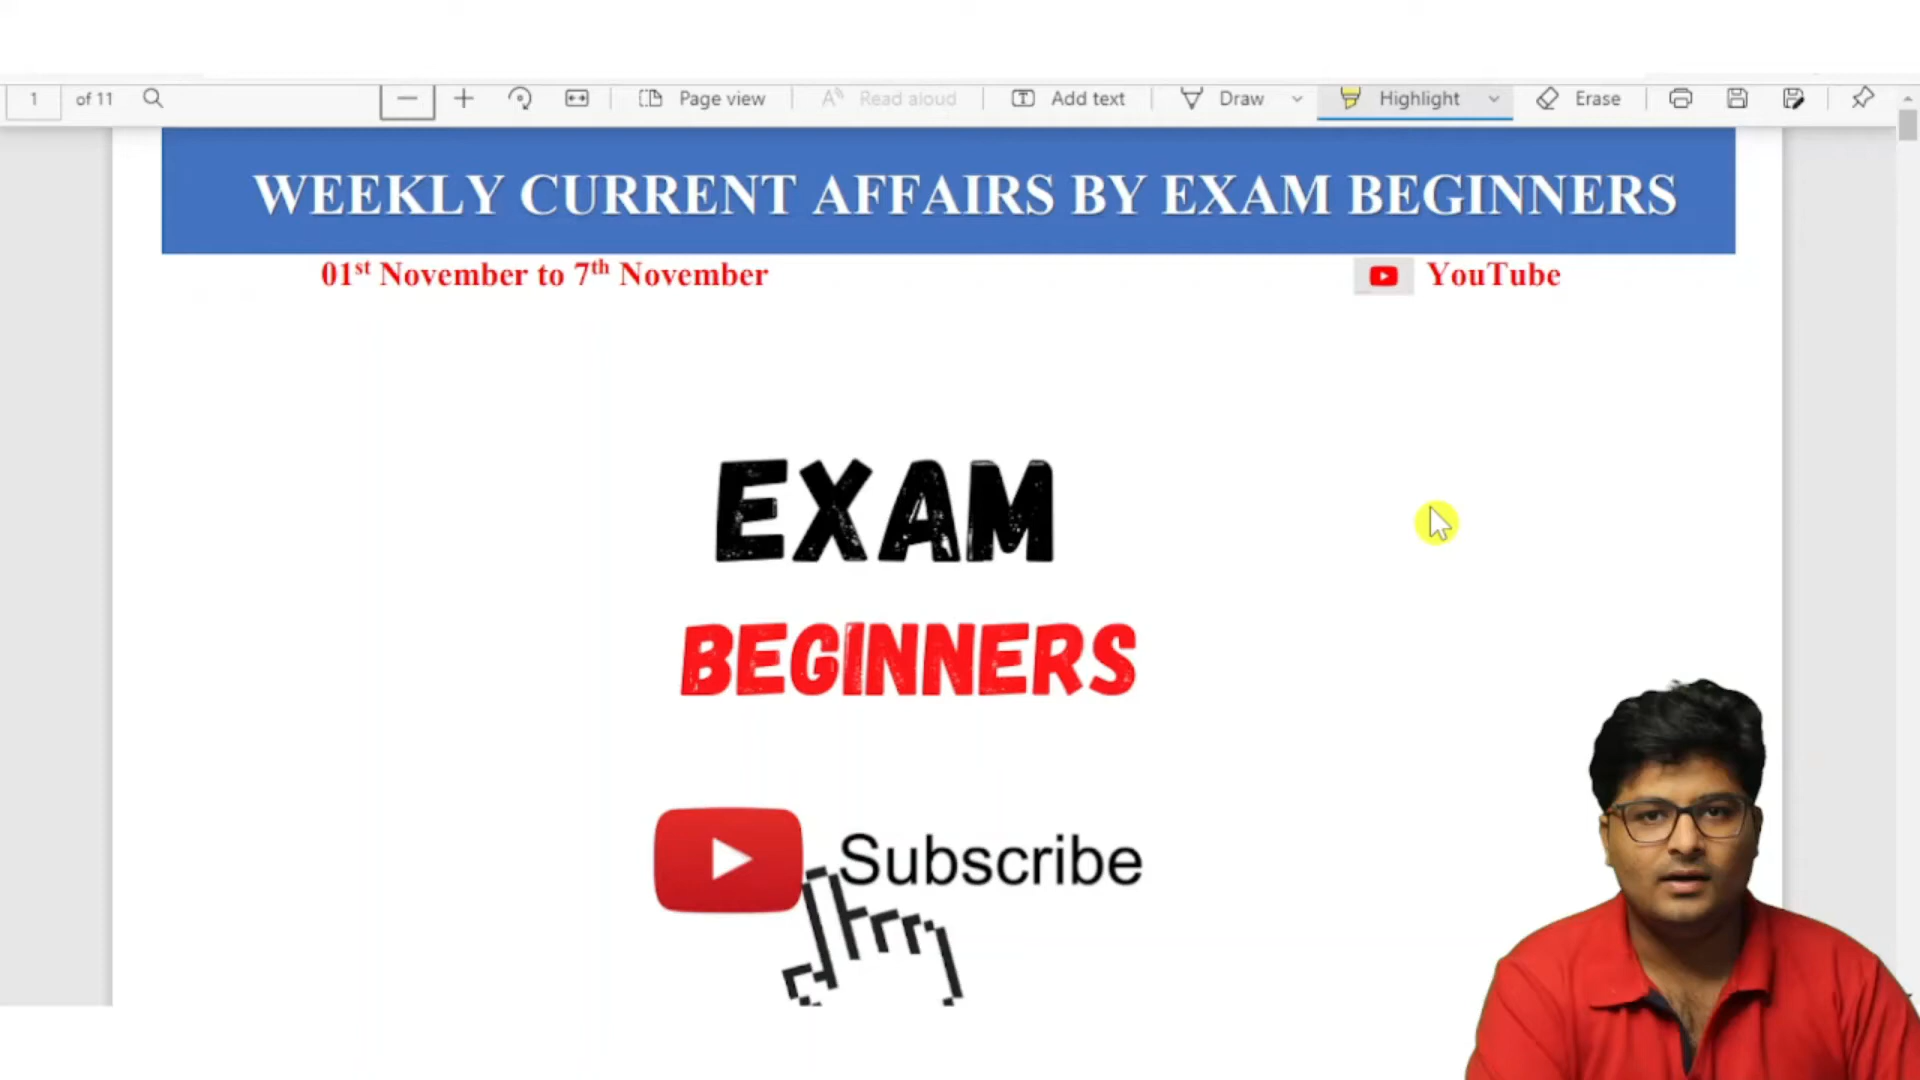 1 of 11 Page view Read aloud Add text Draw Highlight Erase
WEEKLY CURRENT AFFAIRS BY EXAM BEGINNERS
01st November to 7th November YouTube
EXAM
BEGINNERS
Subscribe